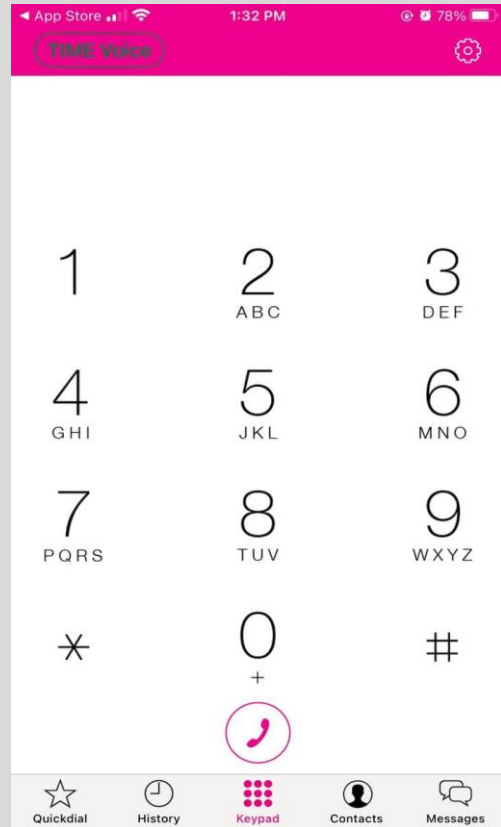 App Store 1:32 PM 78%
TIME Voice
1 2 3
ABC DEF
4 5 6
GHI JKL MNO
7 8 9
PQRS TUV WXYZ
* 0 #
+
Quickdial History Keypad Contacts Messages